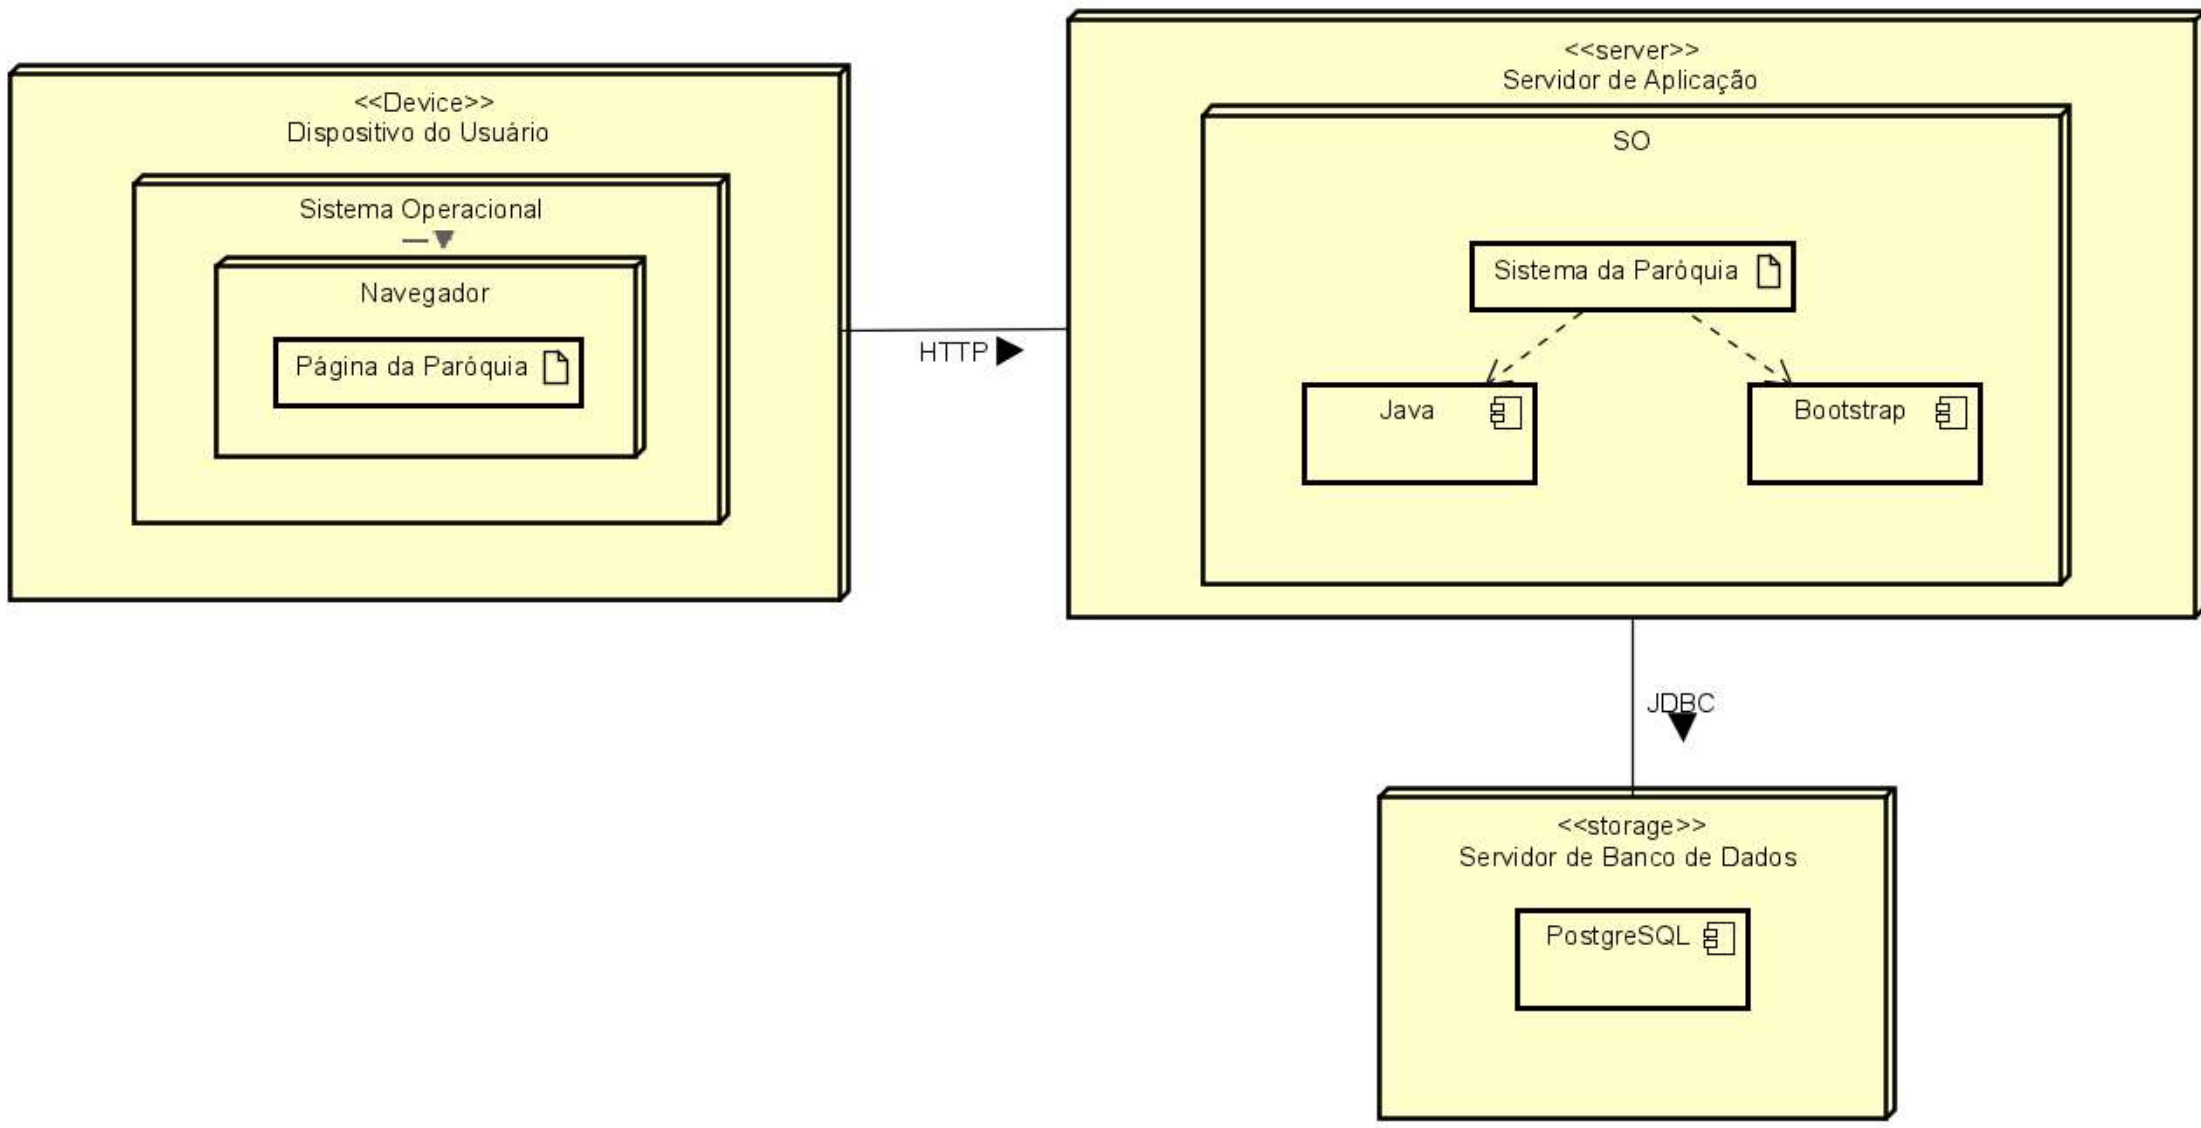 <<Device>>
Dispositivo do Usuário
Sistema Operacional
Navegador
Página da Paróquia
HTTP
<<server>>
Servidor de Aplicação
SO
Sistema da Paróquia
Java
Bootstrap
JDBC
<<storage>>
Servidor de Banco de Dados
PostgreSQL